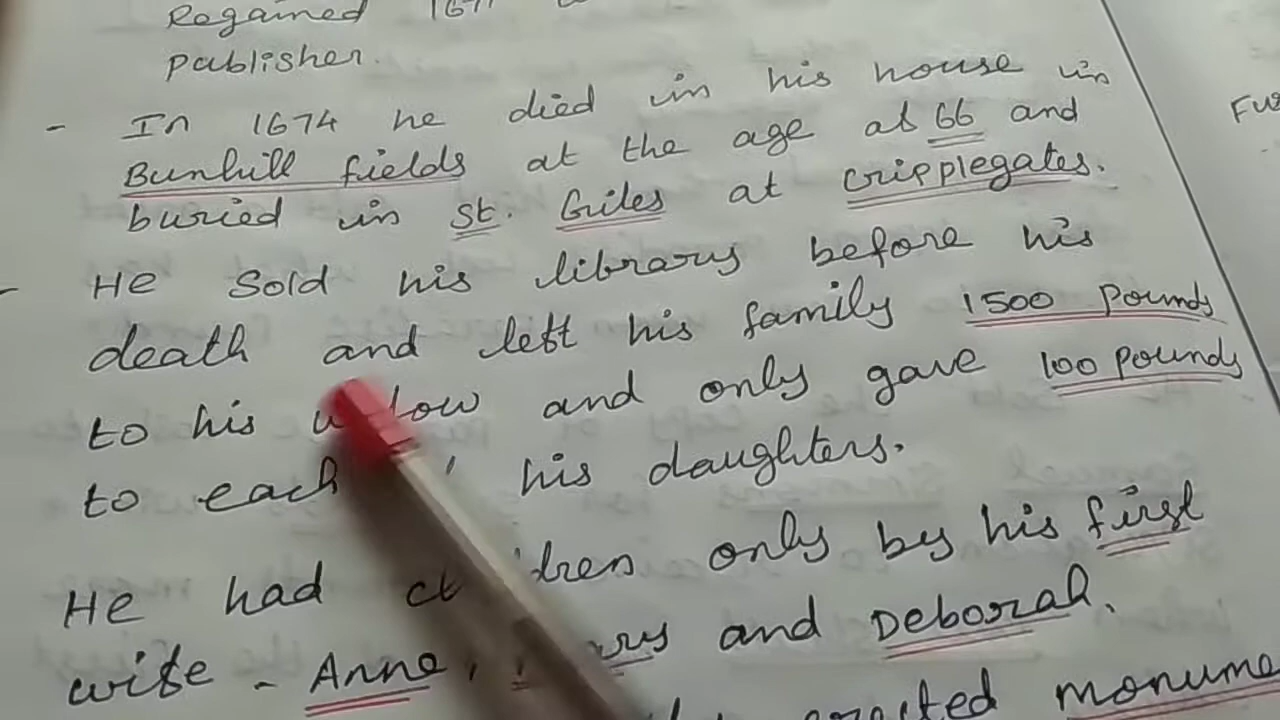 Regained 1671
publisher.
- In 1674 he died in his house in
Bunhill fields at the age at 66 and
buried in St. Giles at Cripplegates.
- He sold his library before his
death and left his family 1500 pounds
to his and only gave 100 pounds
to each his daughters.
He had only by his first
wife - Anne, and Deborah.
erected monume
Fu